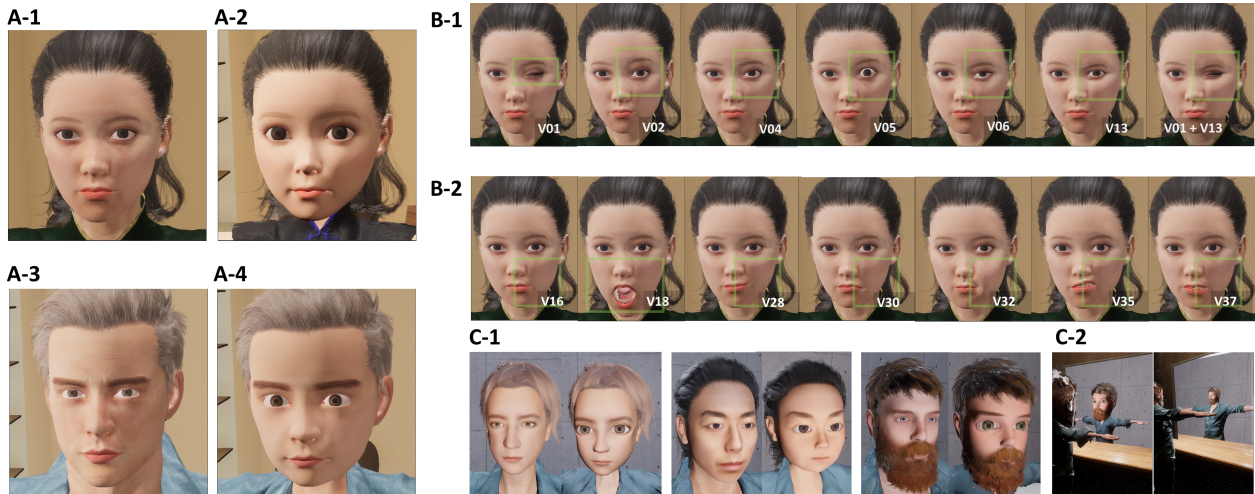 A-1
A-2
B-1
V01
V02
V04
V05
V06
V13
V01 + V13
B-2
V16
V18
V28
V30
V32
V35
V37
A-3
A-4
C-1
C-2